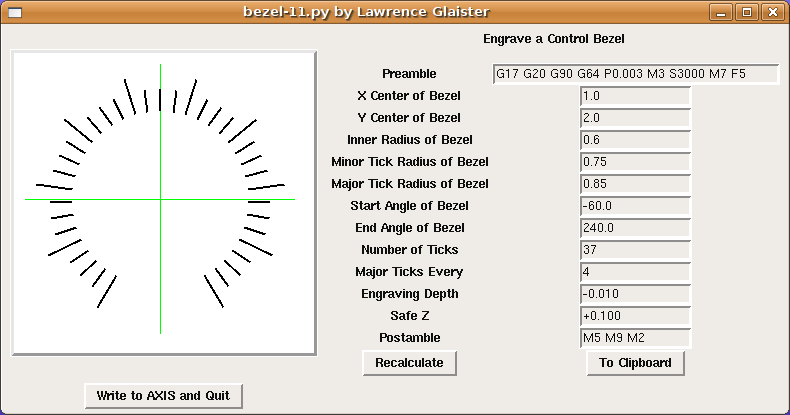 bezel-11.py by Lawrence Glaister
Engrave a Control Bezel
Preamble G17 G20 G90 G64 P0.003 M3 S3000 M7 F5
X Center of Bezel 1.0
Y Center of Bezel 2.0
Inner Radius of Bezel 0.6
Minor Tick Radius of Bezel 0.75
Major Tick Radius of Bezel 0.85
Start Angle of Bezel -60.0
End Angle of Bezel 240.0
Number of Ticks 37
Major Ticks Every 4
Engraving Depth -0.010
Safe Z +0.100
Postamble M5 M9 M2
Recalculate To Clipboard
Write to AXIS and Quit